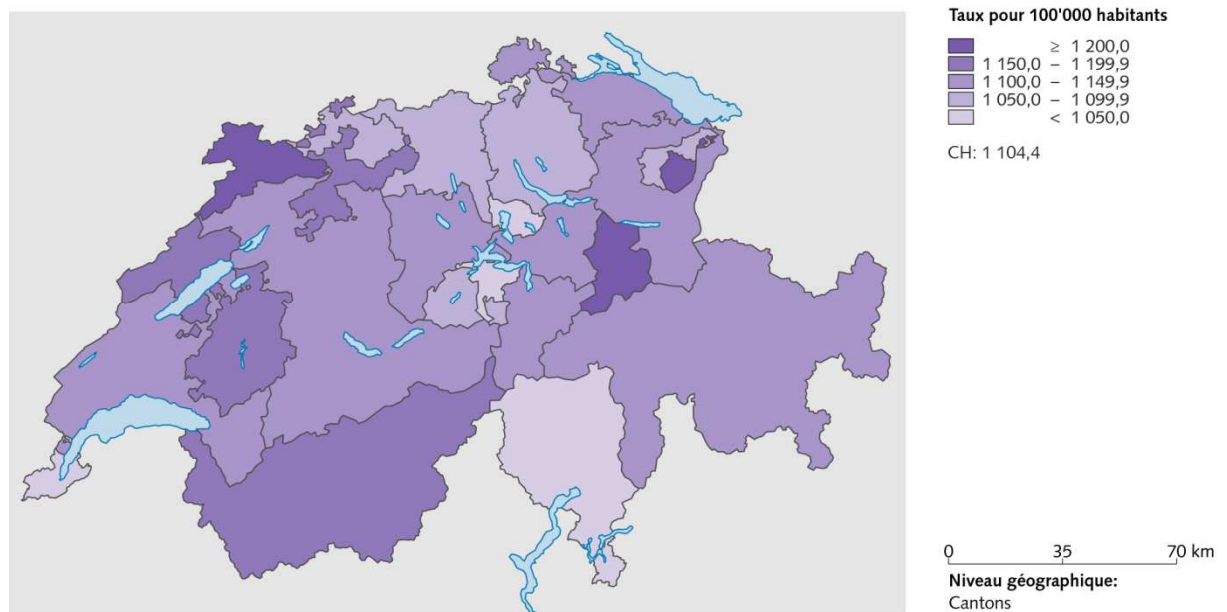 Taux pour 100'000 habitants
≥ 1 200,0
1 150,0 – 1 199,9
1 100,0 – 1 149,9
1 050,0 – 1 099,9
< 1 050,0
CH: 1 104,4
0 35 70 km
Niveau géographique:
Cantons